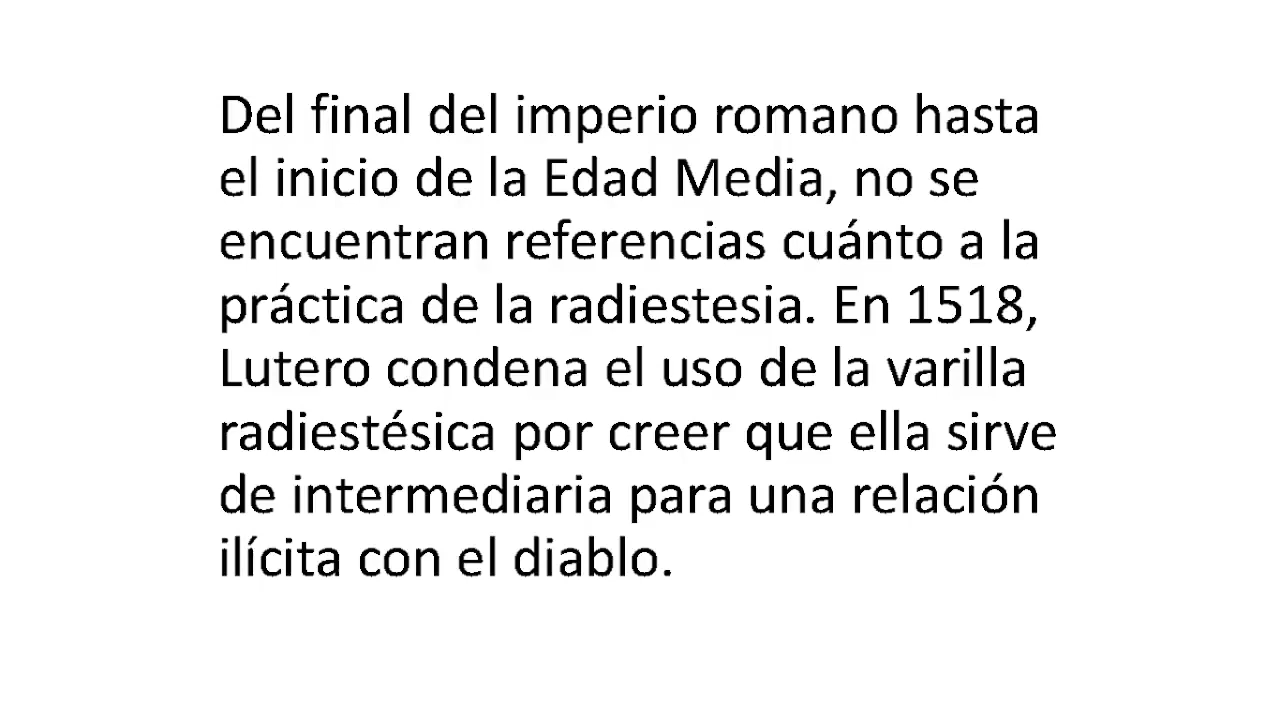 Del final del imperio romano hasta
el inicio de la Edad Media, no se
encuentran referencias cuánto a la
práctica de la radiestesia. En 1518,
Lutero condena el uso de la varilla
radiestésica por creer que ella sirve
de intermediaria para una relación
ilícita con el diablo.